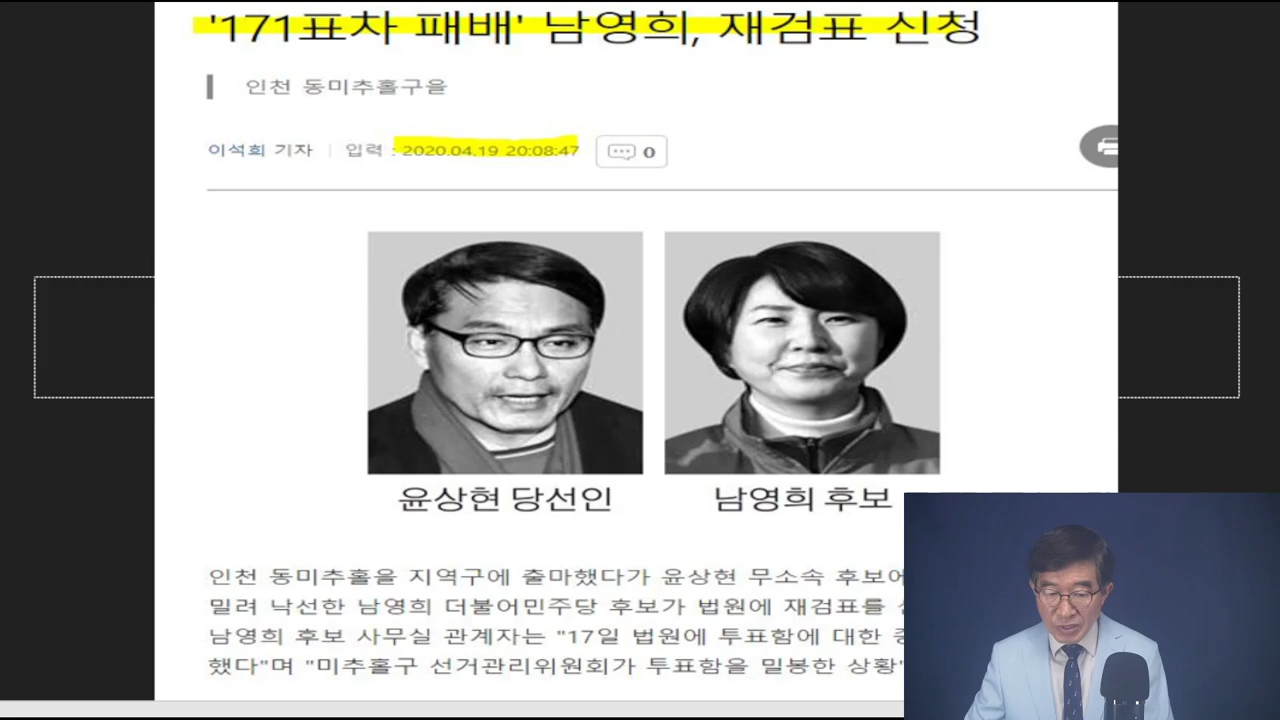 '171표차 패배' 남영희, 재검표 신청
인천 동미추홀구을
이석희 기자 | 입력 : 2020.04.19 20:08:47 0
윤상현 당선인 남영희 후보
인천 동미추홀을 지역구에 출마했다가 윤상현 무소속 후보에
밀려 낙선한 남영희 더불어민주당 후보가 법원에 재검표를
남영희 후보 사무실 관계자는 "17일 법원에 투표함에 대한
했다"며 "미추홀구 선거관리위원회가 투표함을 밀봉한 상황"